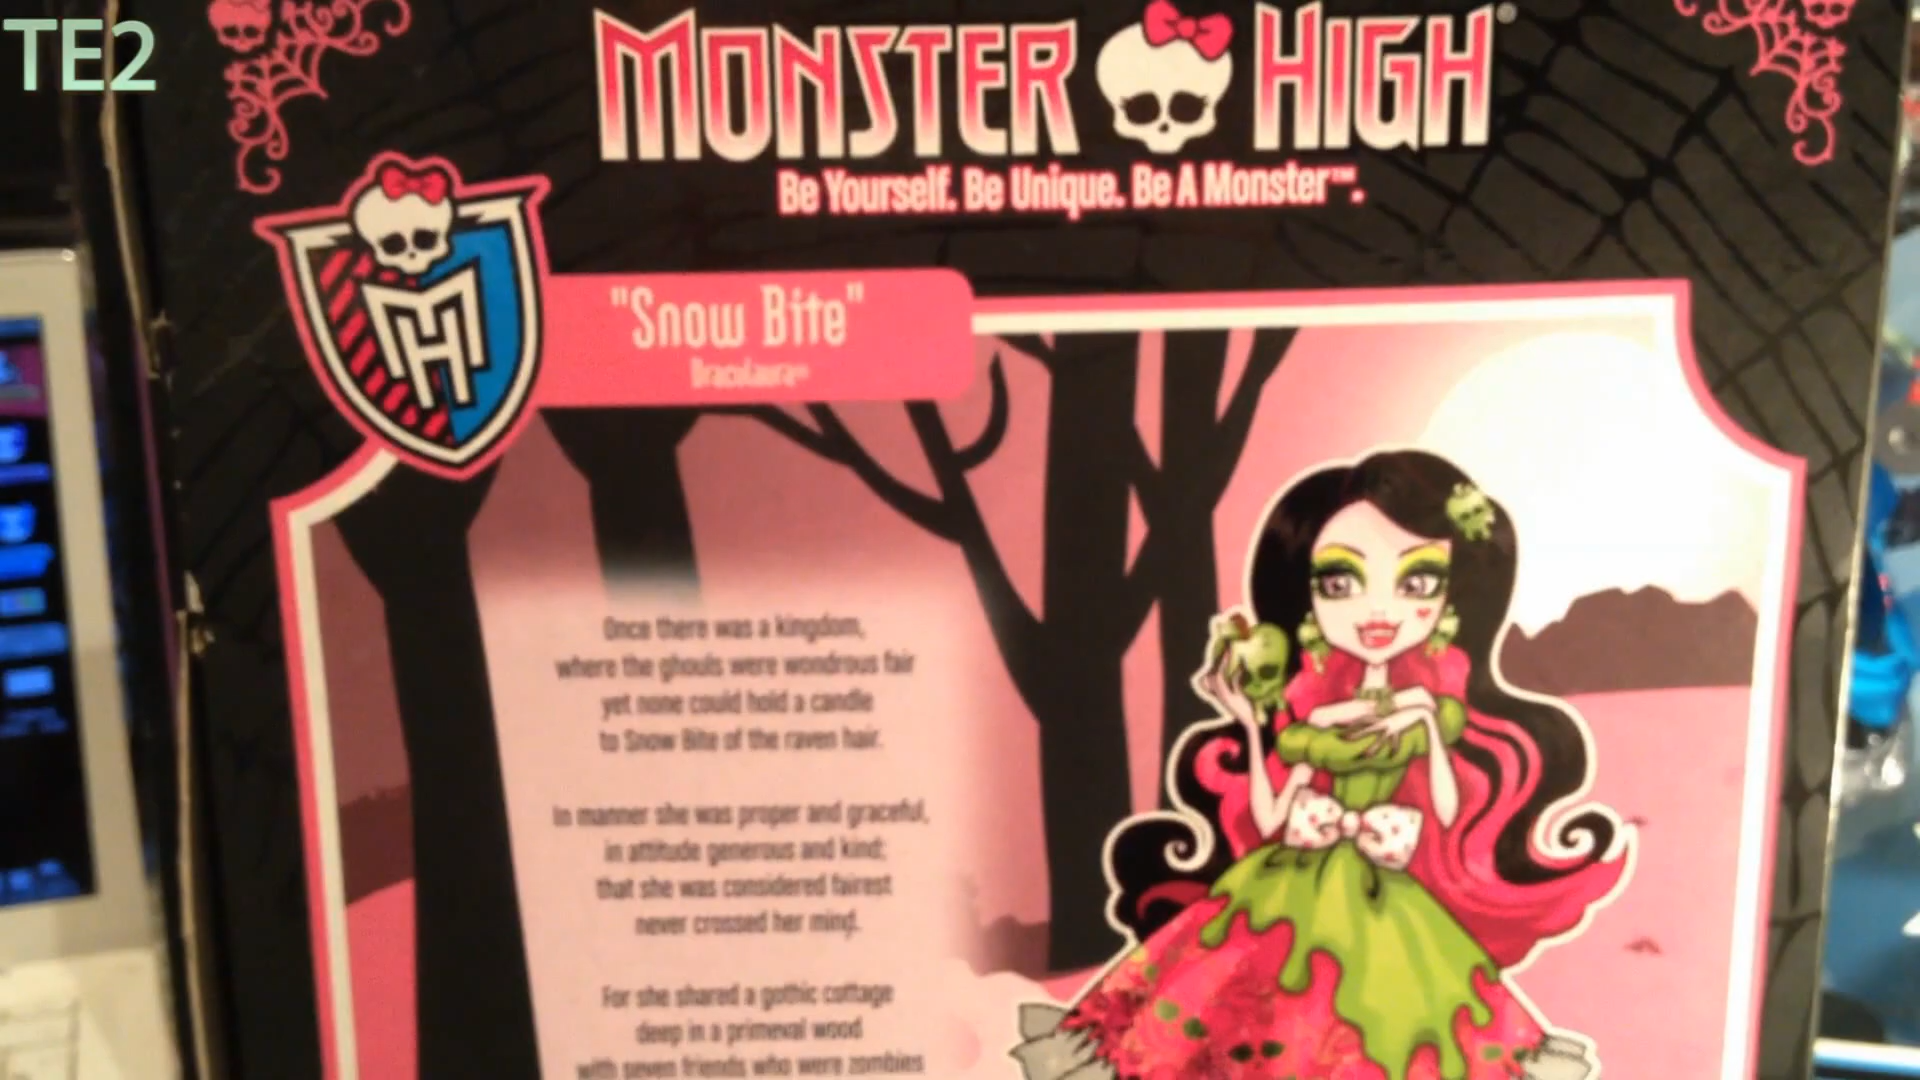 TE2
MONSTER HIGH®
Be Yourself. Be Unique. Be A Monster™.
MH
"Snow Bite"
Draculaura™
Once there was a kingdom,
where the ghouls were wondrous fair
yet none could hold a candle
to Snow Bite of the raven hair.
In manner she was proper and graceful,
in attitude generous and kind;
that she was considered fairest
never crossed her mind.
For she shared a gothic cottage
deep in a primeval wood
with seven friends who were zombies